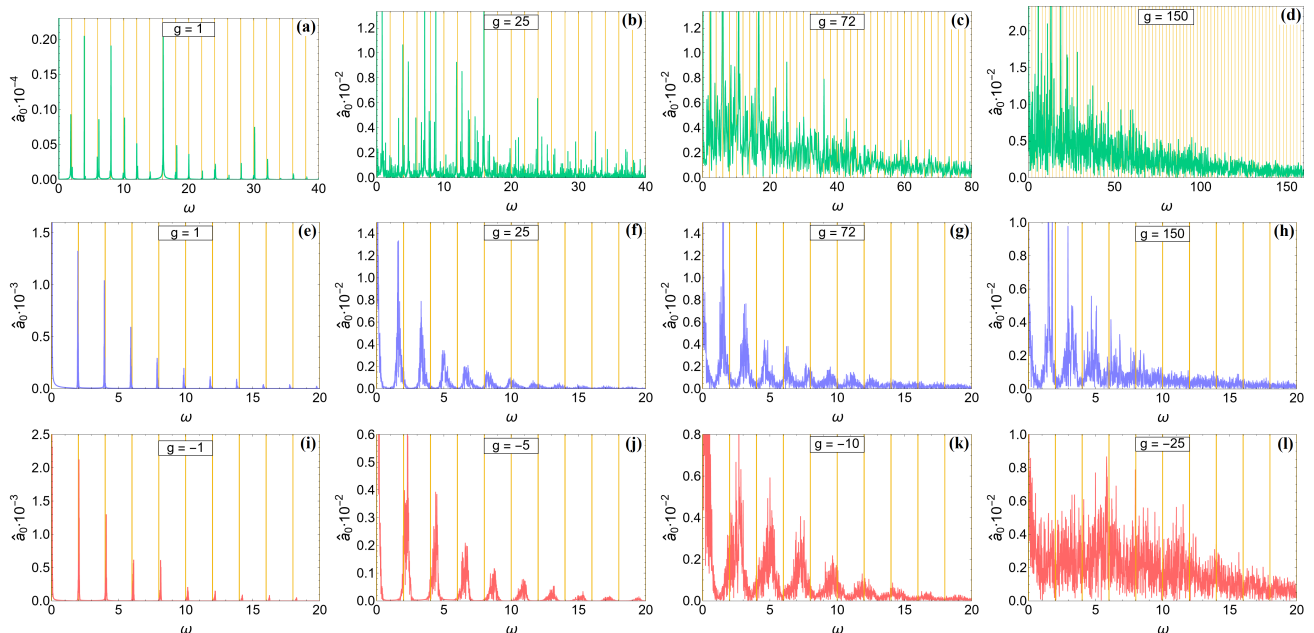 g = 1 (a)
0.20
0.15
0.10
0.05
0.00
â₀·10⁻⁴
0 10 20 30 40
ω
g = 25 (b)
1.2
1.0
0.8
0.6
0.4
0.2
0.0
â₀·10⁻²
0 10 20 30 40
ω
g = 72 (c)
1.2
1.0
0.8
0.6
0.4
0.2
0.0
â₀·10⁻²
0 20 40 60 80
ω
g = 150 (d)
2.0
1.5
1.0
0.5
0.0
â₀·10⁻²
0 50 100 150
ω
g = 1 (e)
1.5
1.0
0.5
0.0
â₀·10⁻³
0 5 10 15 20
ω
g = 25 (f)
1.4
1.2
1.0
0.8
0.6
0.4
0.2
0.0
â₀·10⁻²
0 5 10 15 20
ω
g = 72 (g)
1.4
1.2
1.0
0.8
0.6
0.4
0.2
0.0
â₀·10⁻²
0 5 10 15 20
ω
g = 150 (h)
1.0
0.8
0.6
0.4
0.2
0.0
â₀·10⁻²
0 5 10 15 20
ω
g = −1 (i)
2.5
2.0
1.5
1.0
0.5
0.0
â₀·10⁻³
0 5 10 15 20
ω
g = −5 (j)
0.6
0.5
0.4
0.3
0.2
0.1
0.0
â₀·10⁻²
0 5 10 15 20
ω
g = −10 (k)
0.8
0.6
0.4
0.2
0.0
â₀·10⁻²
0 5 10 15 20
ω
g = −25 (l)
1.0
0.8
0.6
0.4
0.2
0.0
â₀·10⁻²
0 5 10 15 20
ω